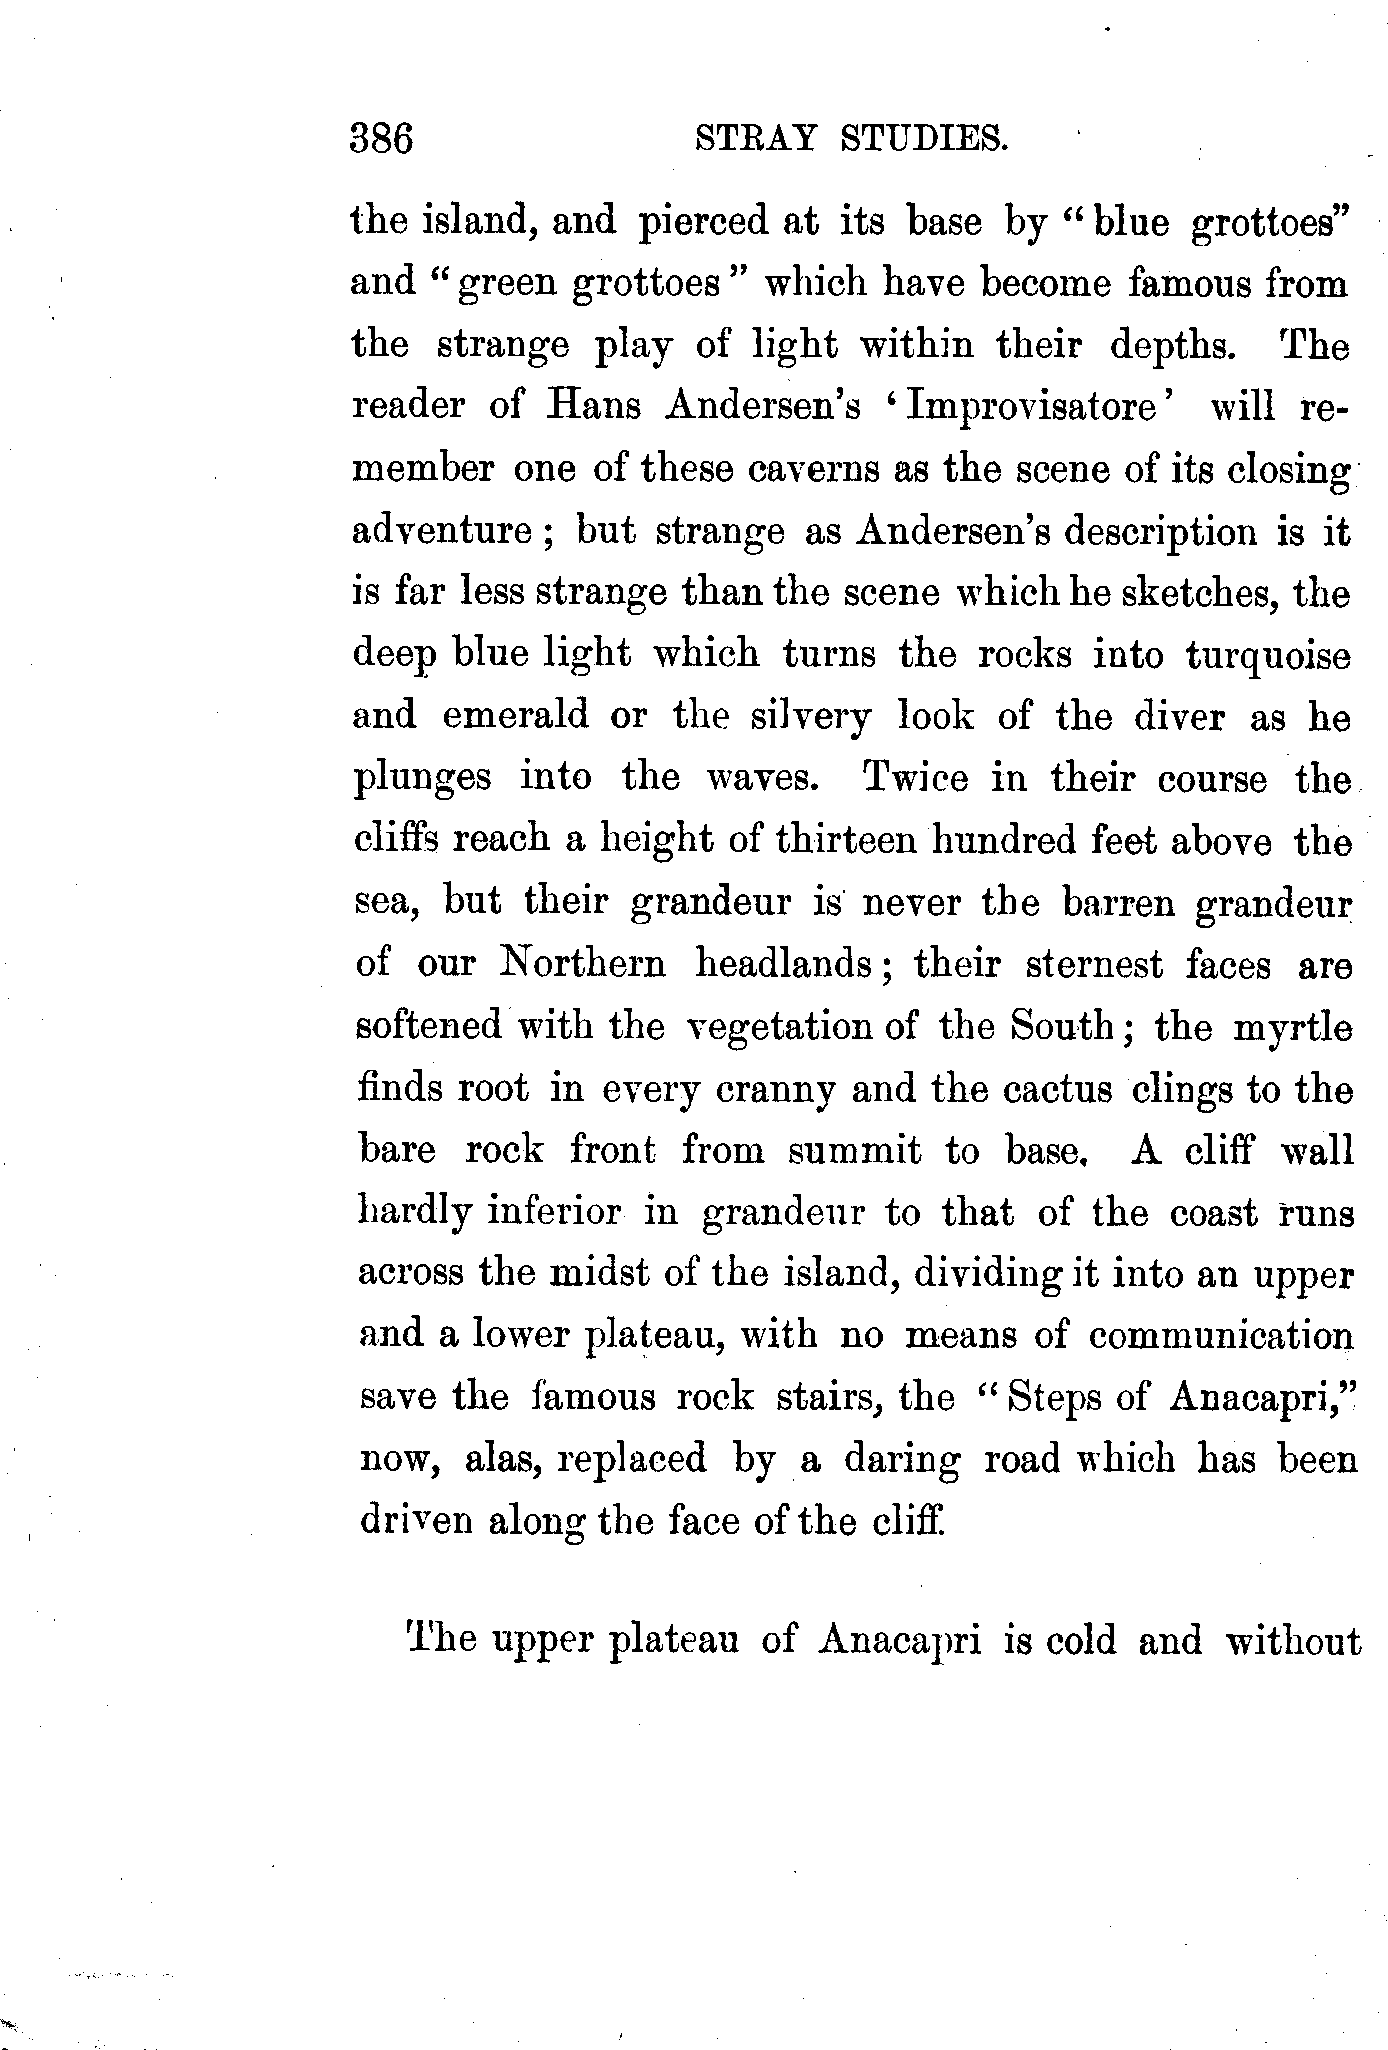 386 STRAY STUDIES.
the island, and pierced at its base by “ blue grottoes”
and “ green grottoes ” which have become famous from
the strange play of light within their depths. The
reader of Hans Andersen's ‘ Improvisatore ’ will re-
member one of these caverns as the scene of its closing
adventure ; but strange as Andersen's description is it
is far less strange than the scene which he sketches, the
deep blue light which turns the rocks into turquoise
and emerald or the silvery look of the diver as he
plunges into the waves. Twice in their course the
cliffs reach a height of thirteen hundred feet above the
sea, but their grandeur is never the barren grandeur
of our Northern headlands ; their sternest faces are
softened with the vegetation of the South ; the myrtle
finds root in every cranny and the cactus clings to the
bare rock front from summit to base. A cliff wall
hardly inferior in grandeur to that of the coast runs
across the midst of the island, dividing it into an upper
and a lower plateau, with no means of communication
save the famous rock stairs, the “ Steps of Anacapri,”
now, alas, replaced by a daring road which has been
driven along the face of the cliff.
The upper plateau of Anacapri is cold and without